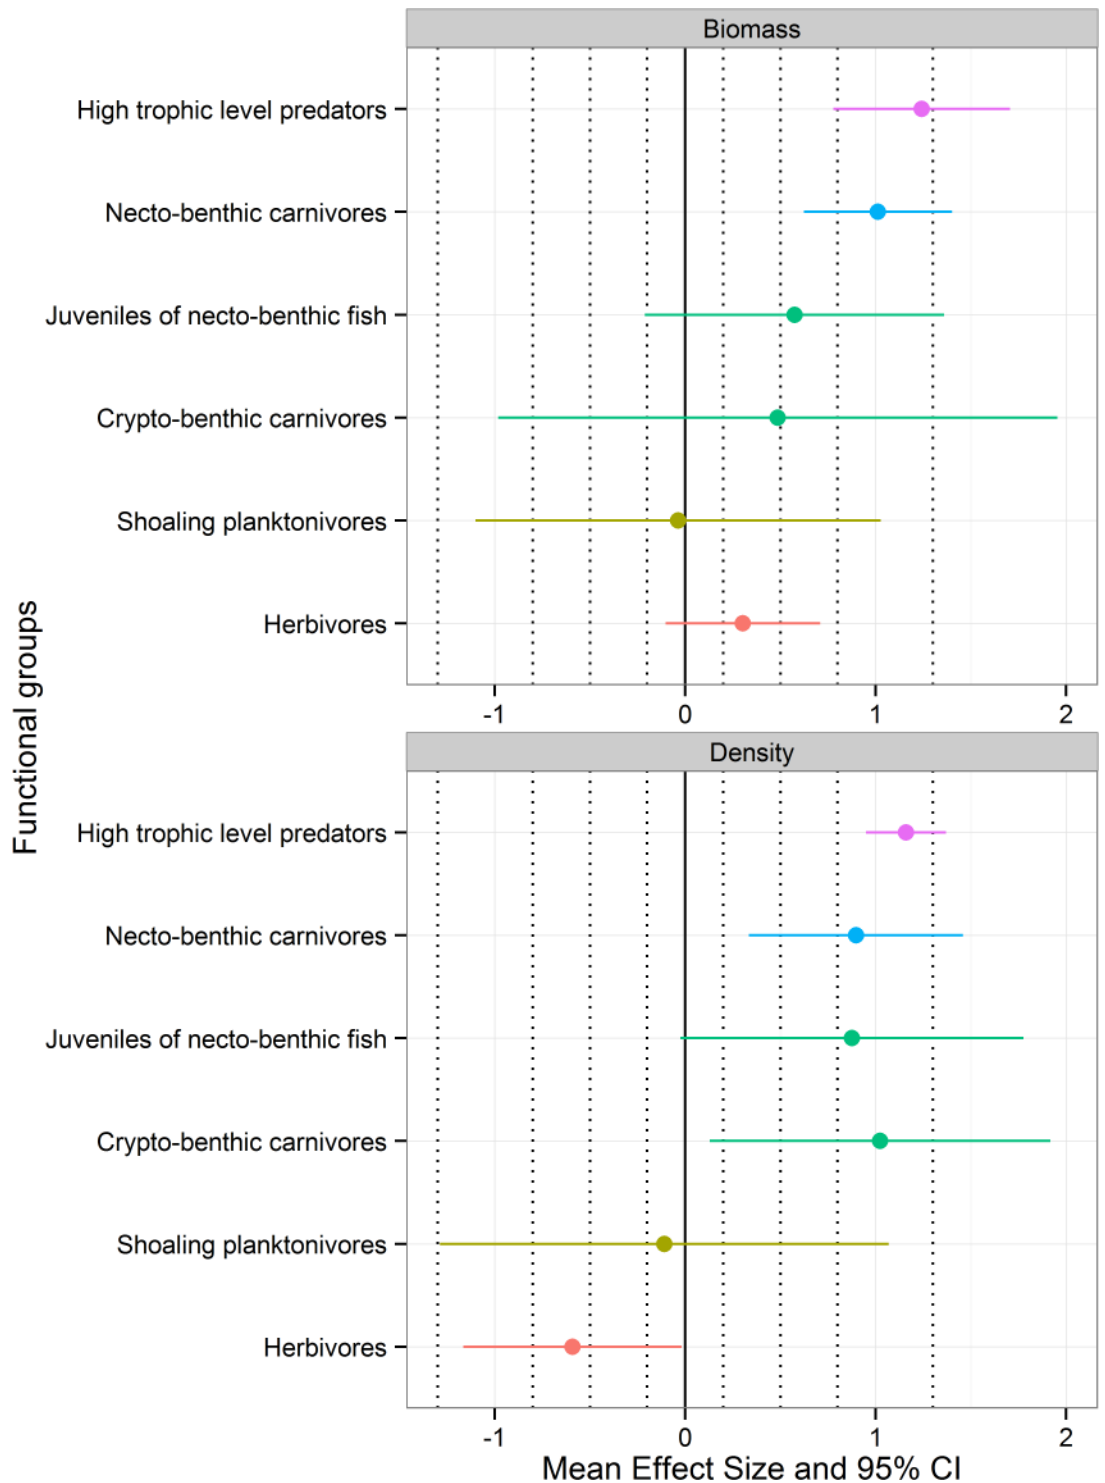 Biomass
High trophic level predators
Necto-benthic carnivores
Juveniles of necto-benthic fish
Crypto-benthic carnivores
Shoaling planktonivores
Herbivores
-1 0 1 2
Functional groups
Density
High trophic level predators
Necto-benthic carnivores
Juveniles of necto-benthic fish
Crypto-benthic carnivores
Shoaling planktonivores
Herbivores
-1 0 1 2
Mean Effect Size and 95% CI